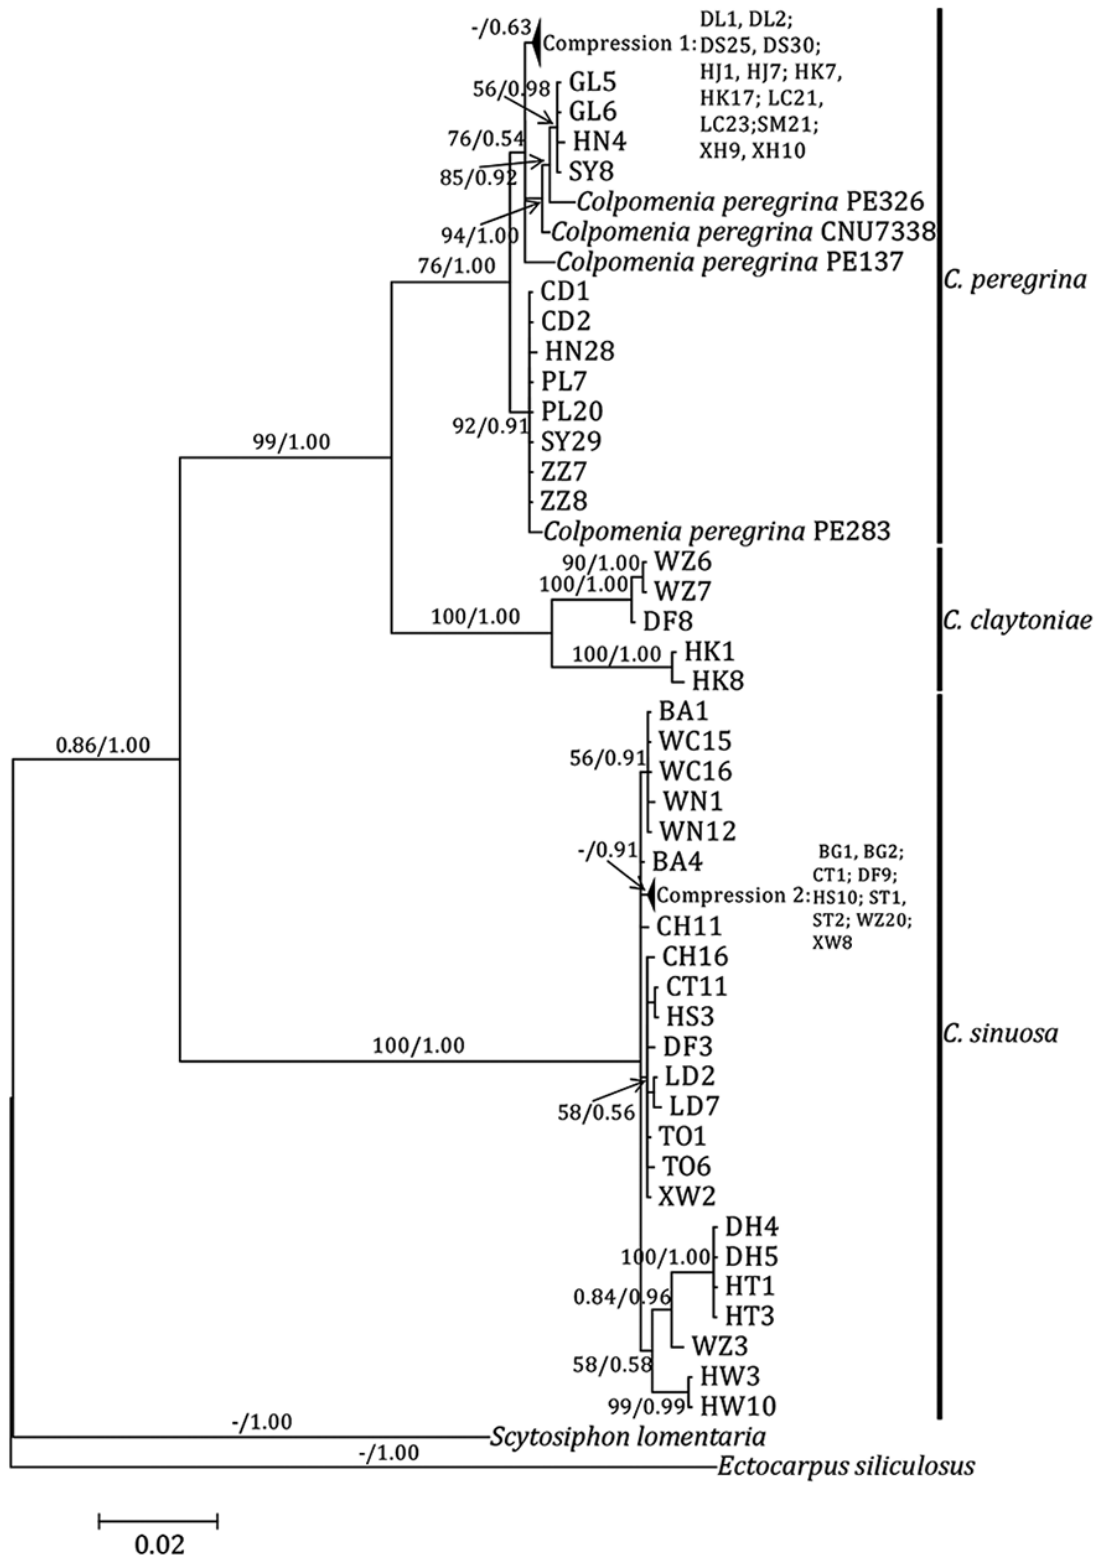 -/0.63
Compression 1:
DL1, DL2;
DS25, DS30;
HJ1, HJ7; HK7,
HK17; LC21,
LC23;SM21;
XH9, XH10
56/0.98
GL5
GL6
76/0.54
HN4
85/0.92
SY8
Colpomenia peregrina PE326
94/1.00
Colpomenia peregrina CNU7338
76/1.00
Colpomenia peregrina PE137
C. peregrina
CD1
CD2
HN28
PL7
PL20
92/0.91
SY29
99/1.00
ZZ7
ZZ8
Colpomenia peregrina PE283
90/1.00
WZ6
100/1.00
WZ7
100/1.00
DF8
C. claytoniae
100/1.00
HK1
HK8
BA1
0.86/1.00
WC15
56/0.91
WC16
WN1
WN12
-/0.91
BA4
Compression 2:
BG1, BG2;
CT1; DF9;
HS10; ST1,
ST2; WZ20;
XW8
CH11
CH16
CT11
HS3
C. sinuosa
100/1.00
DF3
LD2
58/0.56
LD7
TO1
TO6
XW2
DH4
100/1.00
DH5
HT1
0.84/0.96
HT3
WZ3
58/0.58
HW3
99/0.99
HW10
-/1.00
Scytosiphon lomentaria
-/1.00
Ectocarpus siliculosus
0.02